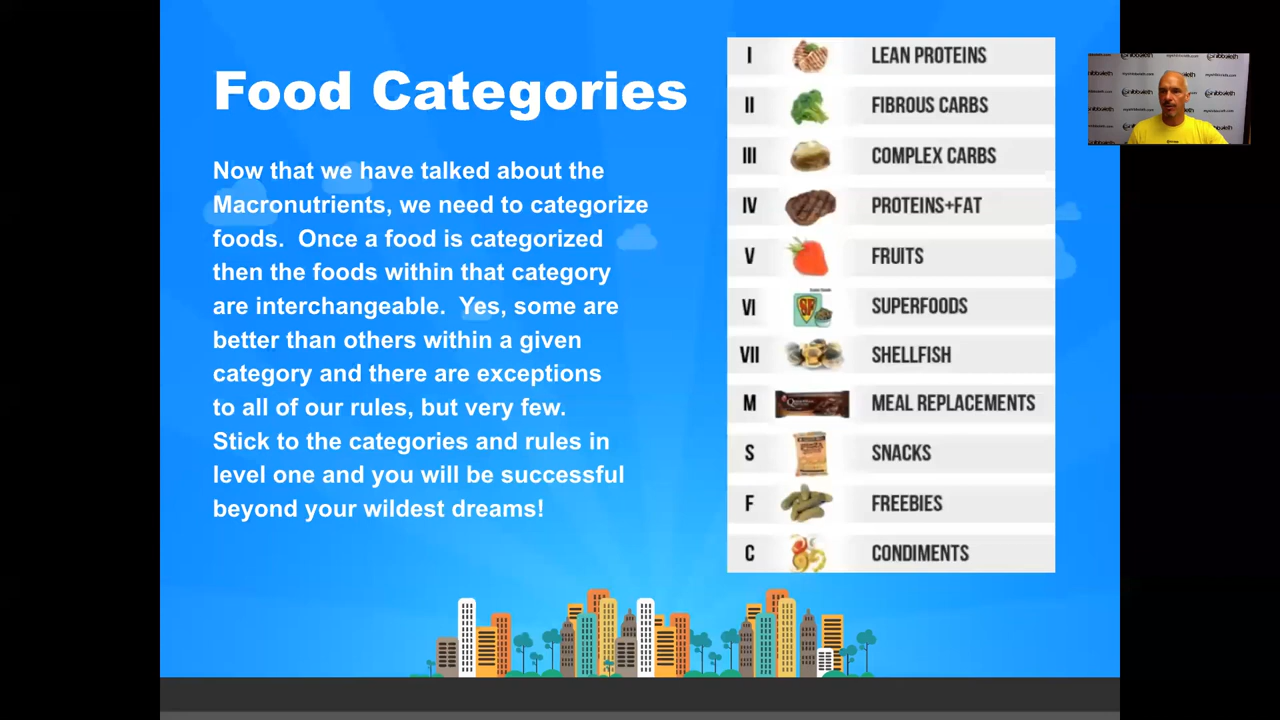 Food Categories
Now that we have talked about the
Macronutrients, we need to categorize
foods.  Once a food is categorized
then the foods within that category
are interchangeable.  Yes, some are
better than others within a given
category and there are exceptions
to all of our rules, but very few.
Stick to the categories and rules in
level one and you will be successful
beyond your wildest dreams!
I LEAN PROTEINS
II FIBROUS CARBS
III COMPLEX CARBS
IV PROTEINS+FAT
V FRUITS
VI SUPERFOODS
VII SHELLFISH
M MEAL REPLACEMENTS
S SNACKS
F FREEBIES
C CONDIMENTS